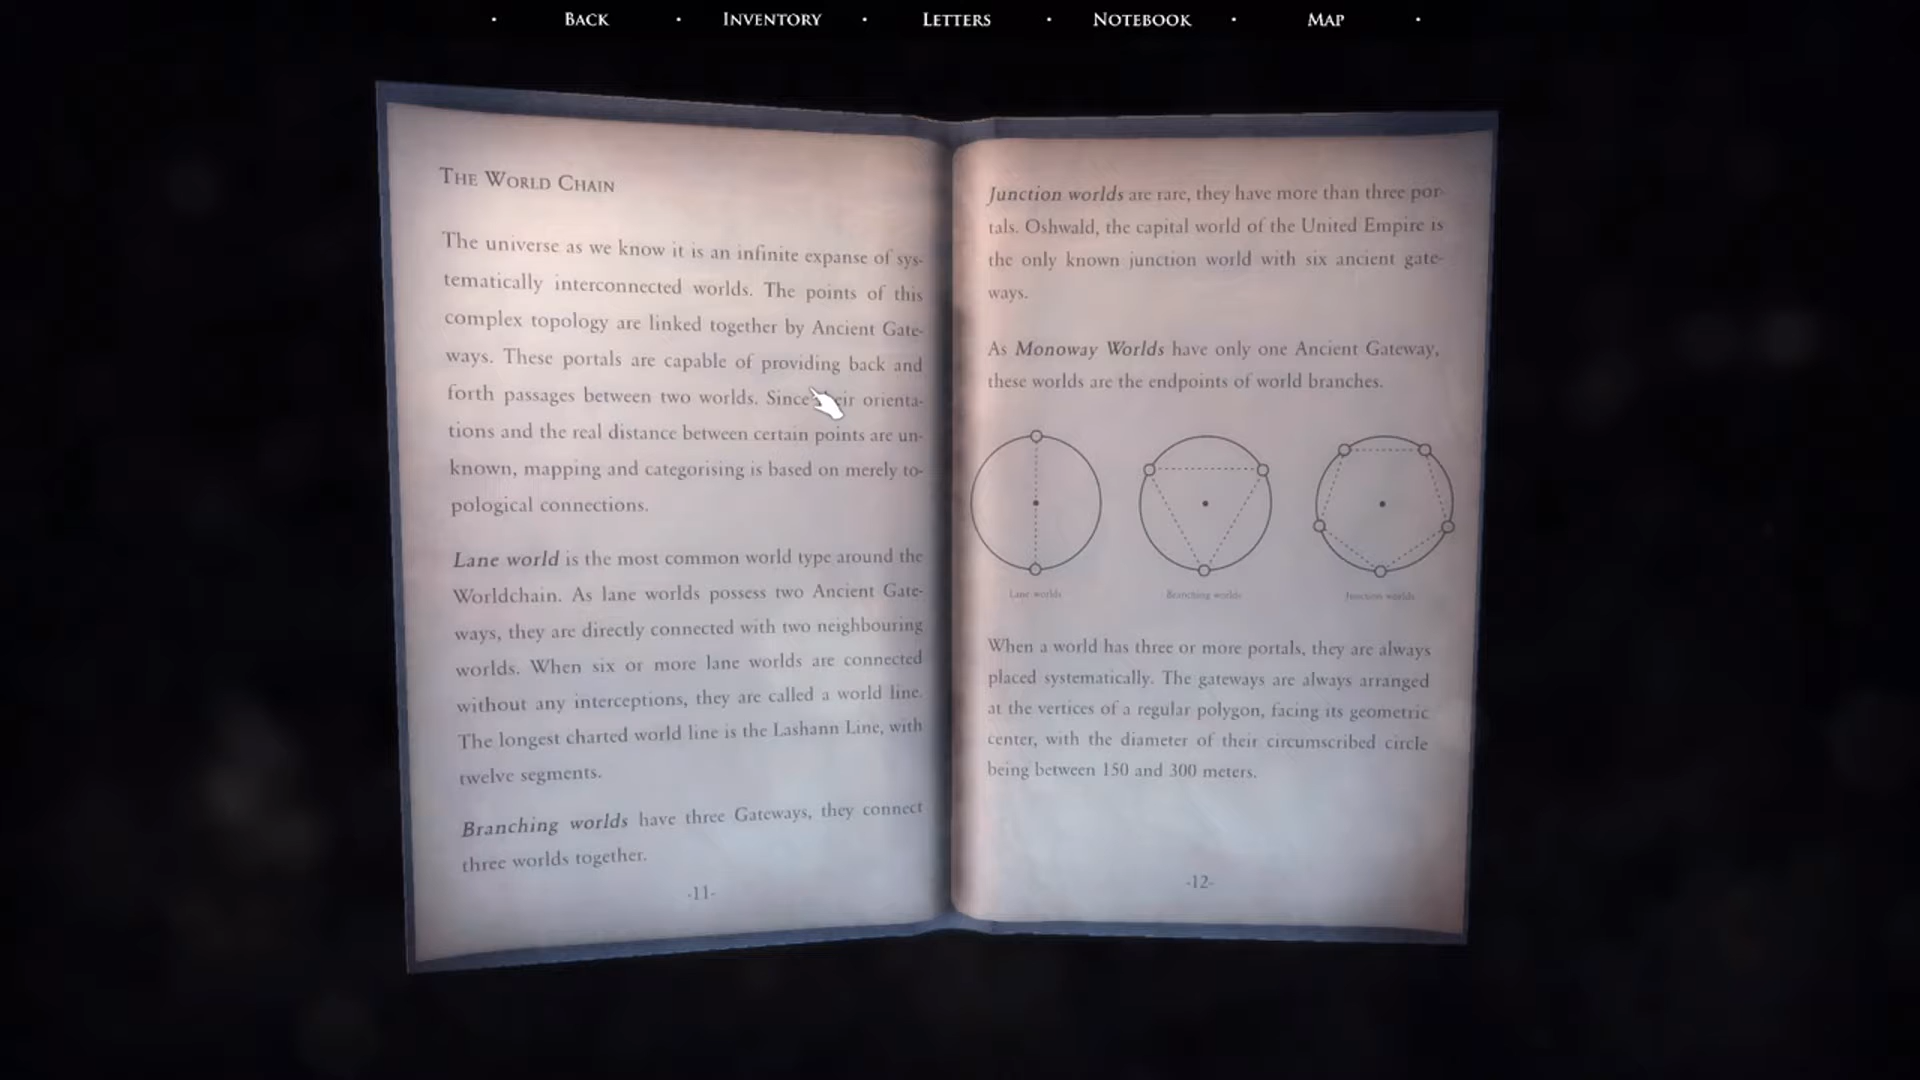 BACK
INVENTORY
LETTERS
NOTEBOOK
MAP
THE WORLD CHAIN
The universe as we know it is an infinite expanse of sys-
tematically interconnected worlds. The points of this
complex topology are linked together by Ancient Gate-
ways. These portals are capable of providing back and
forth passages between two worlds. Since their orienta-
tions and the real distance between certain points are un-
known, mapping and categorising is based on merely to-
pological connections.
Lane world is the most common world type around the
Worldchain. As lane worlds possess two Ancient Gate-
ways, they are directly connected with two neighbouring
worlds. When six or more lane worlds are connected
without any interceptions, they are called a world line.
The longest charted world line is the Lashann Line, with
twelve segments.
Branching worlds have three Gateways, they connect
three worlds together.
-11-
Junction worlds are rare, they have more than three por-
tals. Oshwald, the capital world of the United Empire is
the only known junction world with six ancient gate-
ways.
As Monoway Worlds have only one Ancient Gateway,
these worlds are the endpoints of world branches.
Lane worlds
Branching worlds
Junction worlds
When a world has three or more portals, they are always
placed systematically. The gateways are always arranged
at the vertices of a regular polygon, facing its geometric
center, with the diameter of their circumscribed circle
being between 150 and 300 meters.
-12-